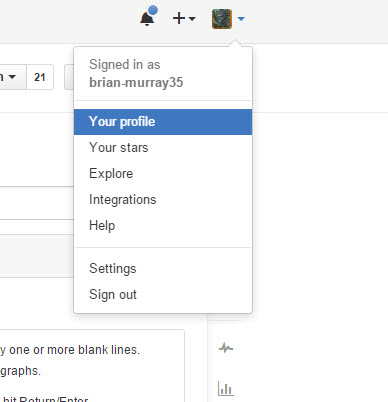 21
Signed in as
brian-murray35
Your profile
Your stars
Explore
Integrations
Help
Settings
Sign out
y one or more blank lines.
graphs.
hit Return/Enter